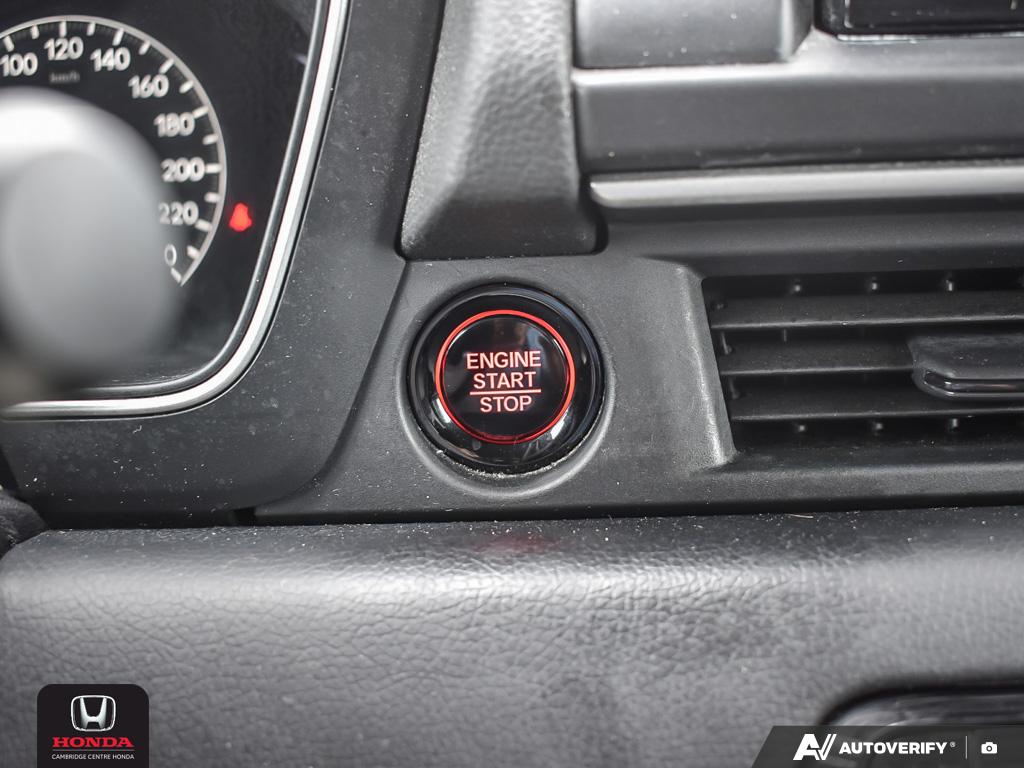 100
120
140
km/h
160
180
200
220
ENGINE
START
STOP
HONDA
CAMBRIDGE CENTRE HONDA
AUTOVERIFY®